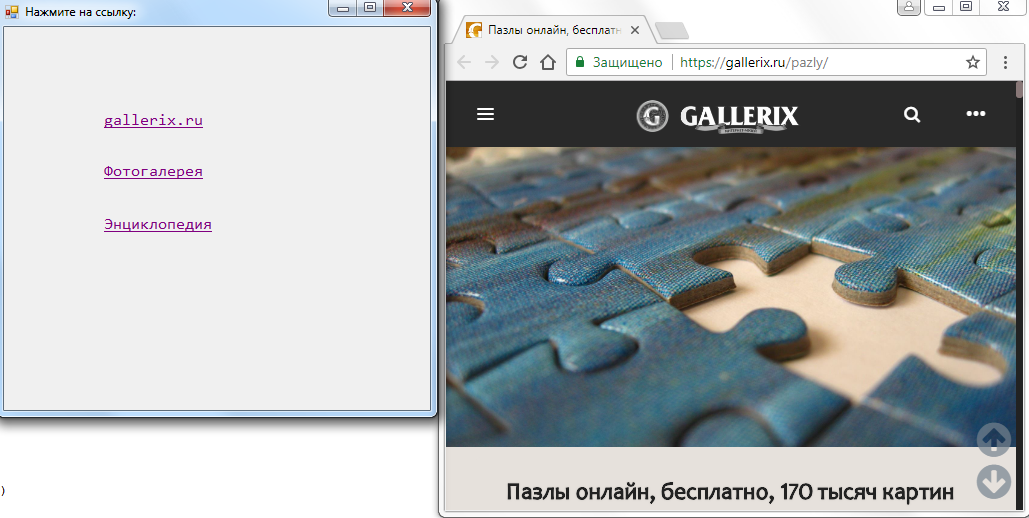 Нажмите на ссылку:
gallerix.ru
Фотогалерея
Энциклопедия
)
Пазлы онлайн, бесплатн
Защищено
https://gallerix.ru/pazly/
G GALLERIX
Пазлы онлайн, бесплатно, 170 тысяч картин